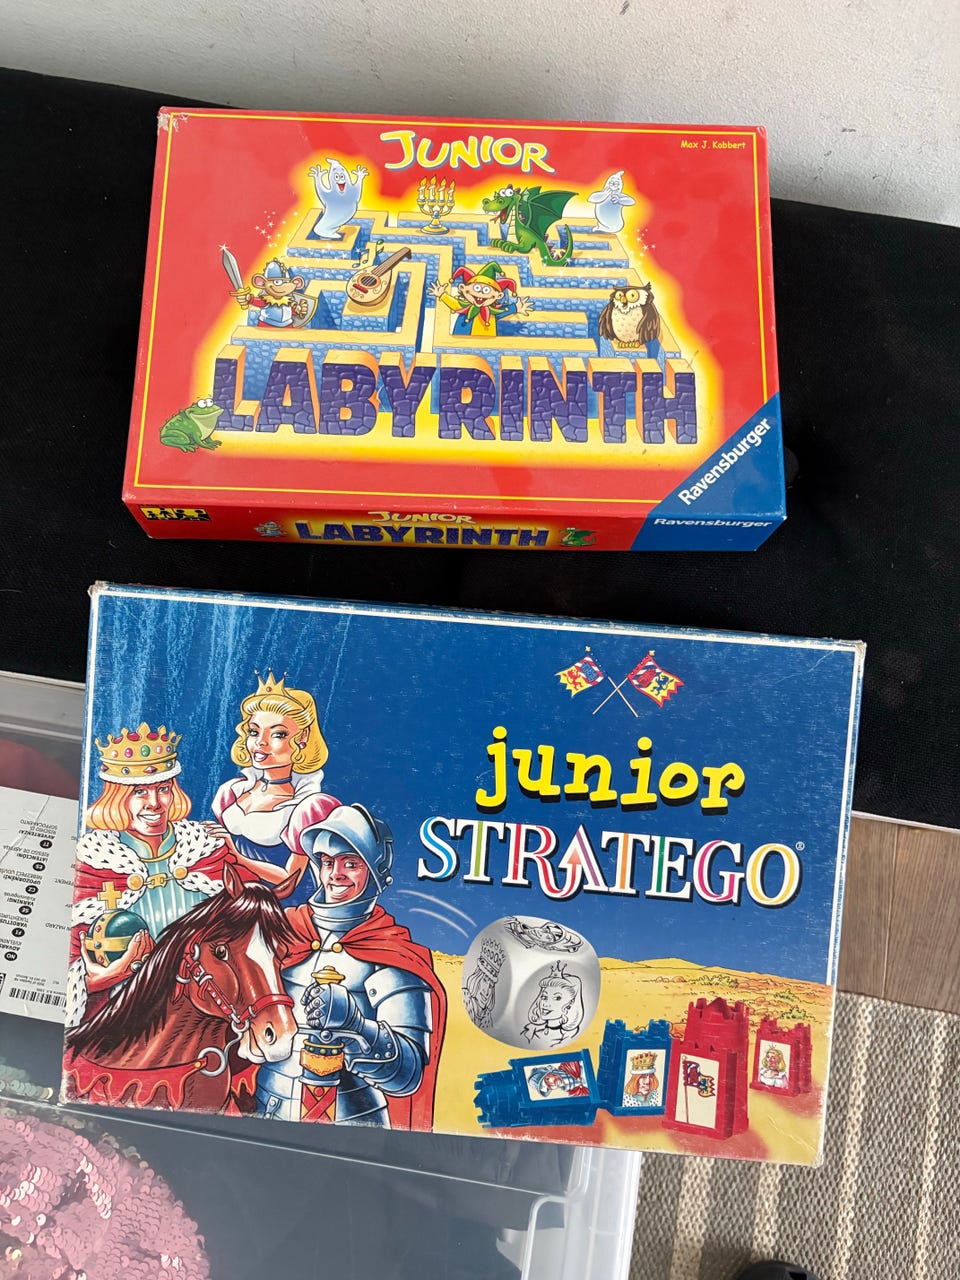 JUNIOR
Max J. Kobbert
LABYRINTH
Ravensburger
JUNIOR
LABYRINTH
Ravensburger
junior
STRATEGO®